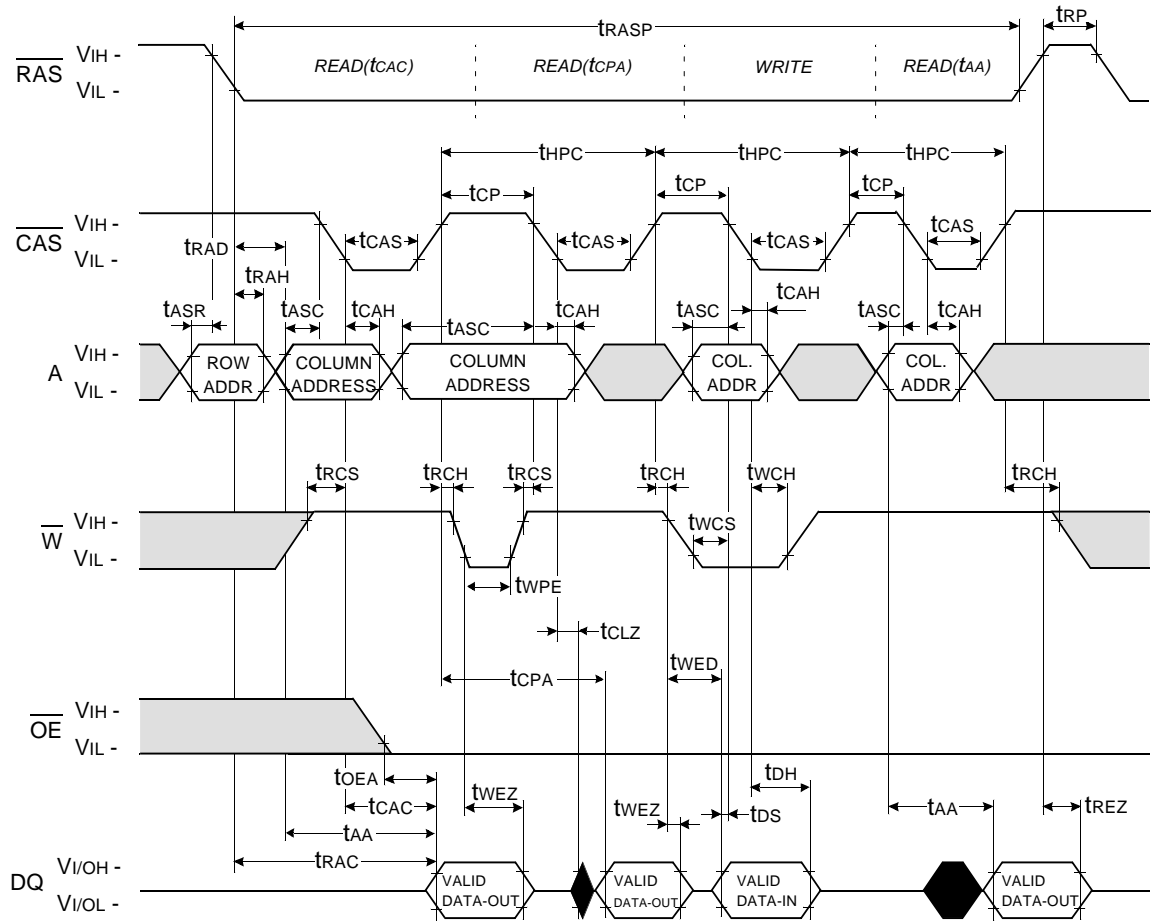 tRASP tRP
RAS VIH -
VIL -
READ(tCAC) READ(tCPA) WRITE READ(tAA)
tHPC tHPC tHPC
tCP tCP tCP
CAS VIH -
VIL -
tCAS tCAS tCAS tCAS
tRAD
tRAH
tASR tASC tCAH tASC tCAH tASC tCAH tASC tCAH
A VIH -
VIL -
ROW
ADDR
COLUMN
ADDRESS
COLUMN
ADDRESS
COL.
ADDR
COL.
ADDR
tRCS tRCH tRCS tRCH tWCH tRCH
W VIH -
VIL -
tWCS
tWPE
tCLZ
tWED
tCPA
OE VIH -
VIL -
tOEA tDH
tCAC tWEZ tWEZ tDS tAA tREZ
tAA
tRAC
DQ VI/OH -
VI/OL -
VALID
DATA-OUT
VALID
DATA-OUT
VALID
DATA-IN
VALID
DATA-OUT